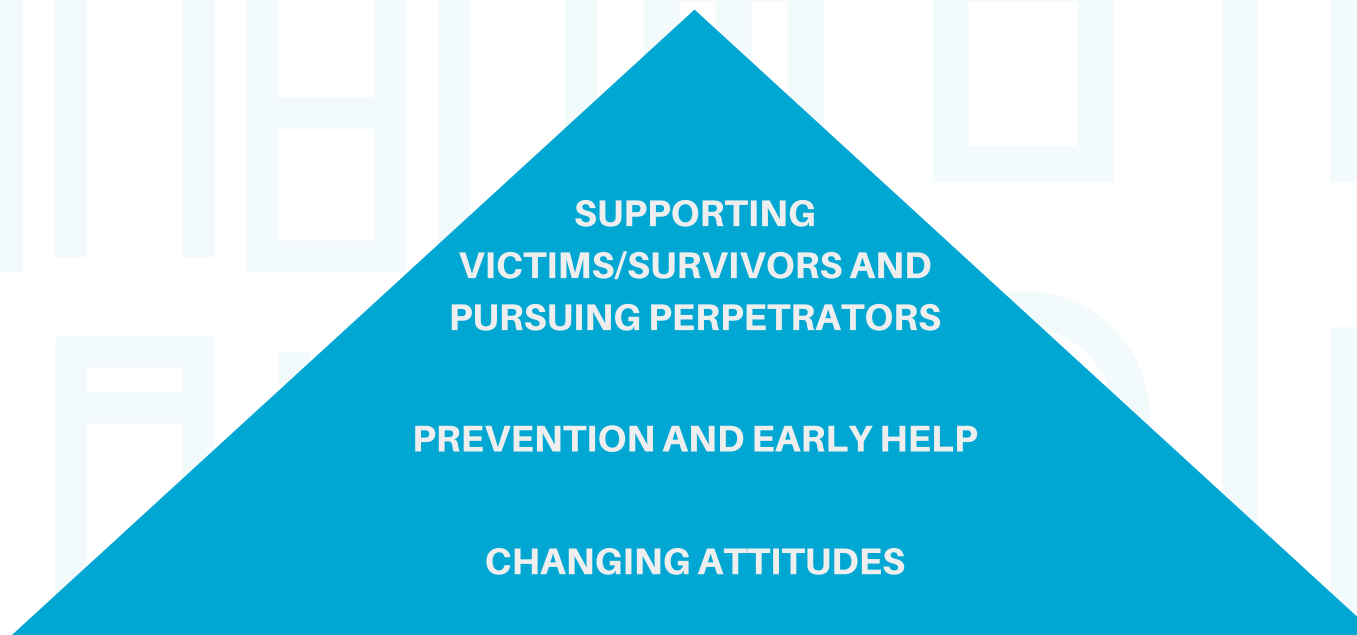 SUPPORTING
VICTIMS/SURVIVORS AND
PURSUING PERPETRATORS
PREVENTION AND EARLY HELP
CHANGING ATTITUDES